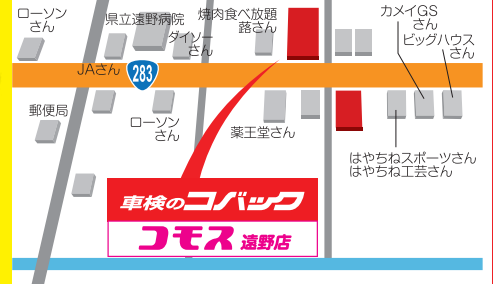 ローソン
さん
県立遠野病院
ダイソー
さん
焼肉食べ放題
蕗さん
カメイGS
さん
ビッグハウス
さん
JAさん
283
郵便局
ローソン
さん
薬王堂さん
はやちねスポーツさん
はやちね工芸さん
車検のコバック
コモス 遠野店